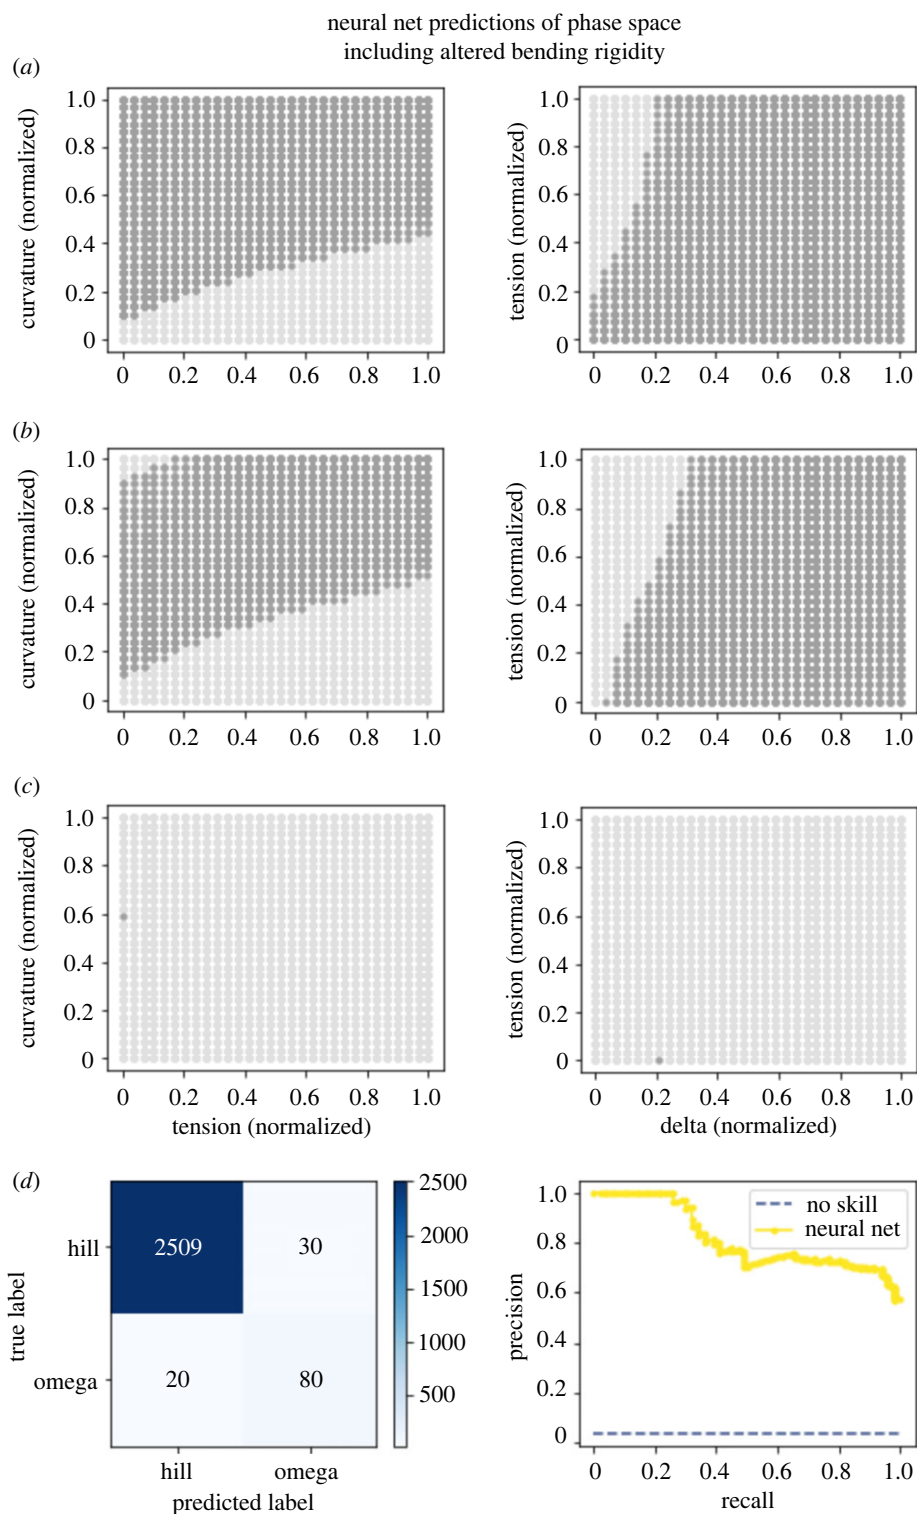 neural net predictions of phase space
including altered bending rigidity
(a)
curvature (normalized)
1.0
0.8
0.6
0.4
0.2
0
0 0.2 0.4 0.6 0.8 1.0
tension (normalized)
1.0
0.8
0.6
0.4
0.2
0
0 0.2 0.4 0.6 0.8 1.0
(b)
curvature (normalized)
1.0
0.8
0.6
0.4
0.2
0
0 0.2 0.4 0.6 0.8 1.0
tension (normalized)
1.0
0.8
0.6
0.4
0.2
0
0 0.2 0.4 0.6 0.8 1.0
(c)
curvature (normalized)
1.0
0.8
0.6
0.4
0.2
0
0 0.2 0.4 0.6 0.8 1.0
tension (normalized)
tension (normalized)
1.0
0.8
0.6
0.4
0.2
0
0 0.2 0.4 0.6 0.8 1.0
delta (normalized)
(d)
true label
hill
omega
2509 30
20 80
hill omega
predicted label
2500
2000
1500
1000
500
precision
1.0
0.8
0.6
0.4
0.2
0
no skill
neural net
0 0.2 0.4 0.6 0.8 1.0
recall